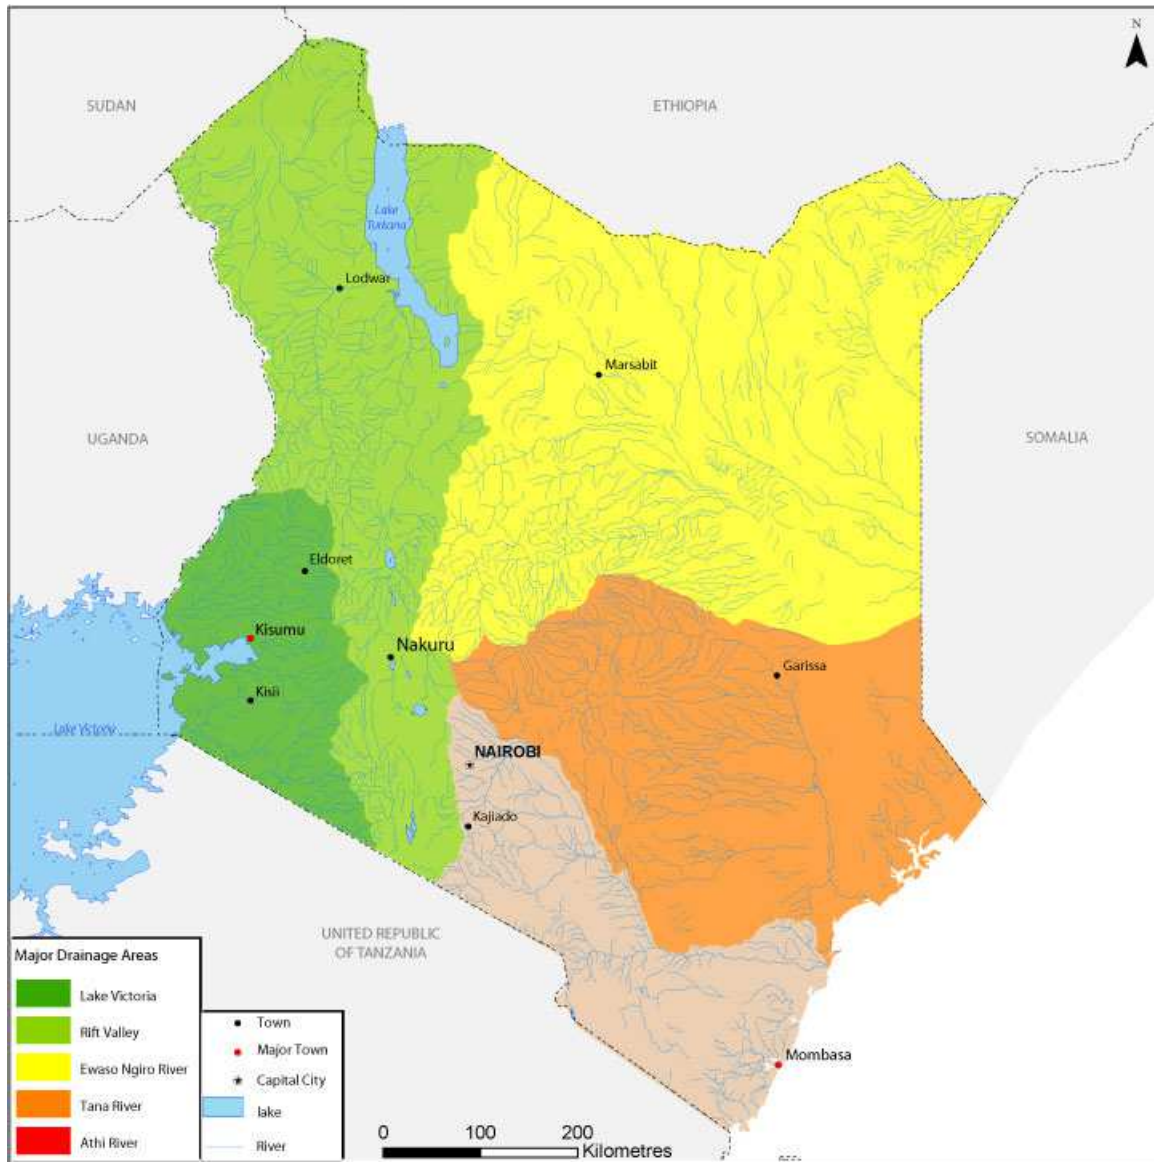 N
SUDAN
ETHIOPIA
Lake
Turkana
Lodwar
Marsabit
UGANDA
SOMALIA
Eldoret
Kisumu
Nakuru
Garissa
Kisii
Lake Victoria
NAIROBI
Kajiado
UNITED REPUBLIC
OF TANZANIA
Mombasa
Major Drainage Areas
Lake Victoria
Rift Valley
Ewaso Ngiro River
Tana River
Athi River
Town
Major Town
Capital City
lake
River
0 100 200
Kilometres